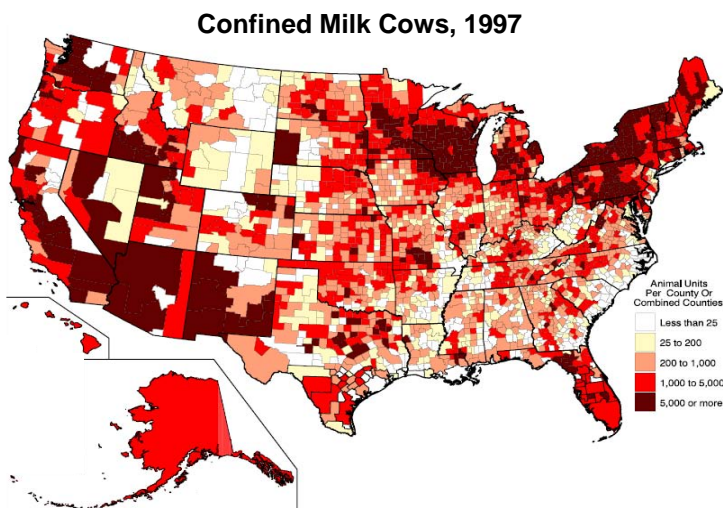 Confined Milk Cows, 1997
Animal Units
Per County Or
Combined Counties
Less than 25
25 to 200
200 to 1,000
1,000 to 5,000
5,000 or more